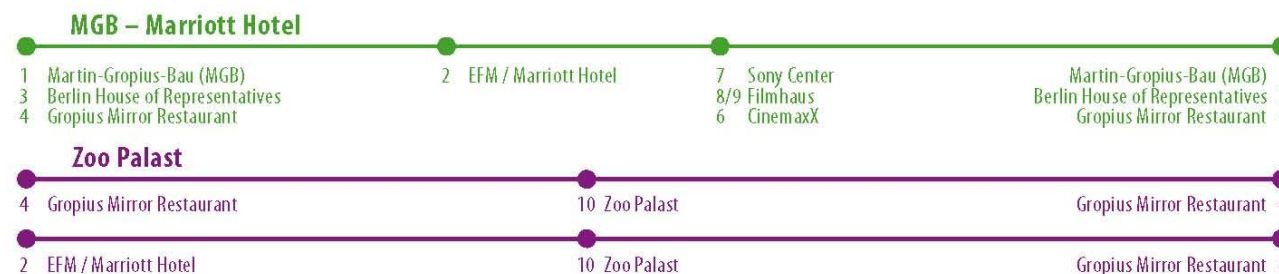 MGB – Marriott Hotel
1 Martin-Gropius-Bau (MGB)
3 Berlin House of Representatives
4 Gropius Mirror Restaurant
2 EFM / Marriott Hotel
7 Sony Center
8/9 Filmhaus
6 CinemaxX
Martin-Gropius-Bau (MGB)
Berlin House of Representatives
Gropius Mirror Restaurant
Zoo Palast
4 Gropius Mirror Restaurant
10 Zoo Palast
Gropius Mirror Restaurant
2 EFM / Marriott Hotel
10 Zoo Palast
Gropius Mirror Restaurant